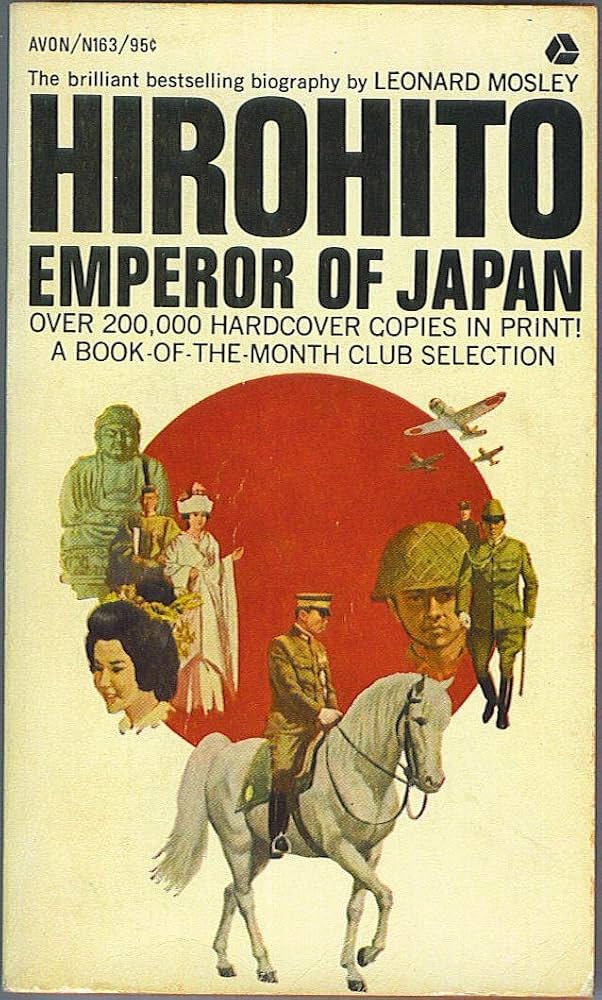 AVON/N163/95¢
The brilliant bestselling biography by LEONARD MOSLEY
HIROHITO
EMPEROR OF JAPAN
OVER 200,000 HARDCOVER COPIES IN PRINT!
A BOOK-OF-THE-MONTH CLUB SELECTION